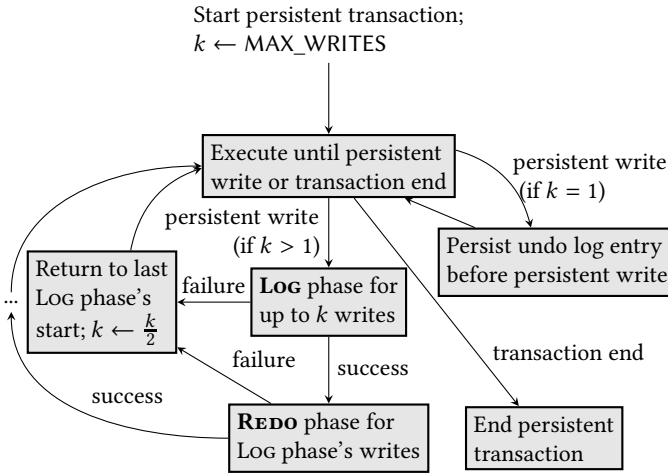 Start persistent transaction;
k ← MAX_WRITES
Execute until persistent
write or transaction end
persistent write
(if k = 1)
persistent write
(if k > 1)
Persist undo log entry
before persistent write
Return to last
Log phase's
start; k ← k/2
...
failure
Log phase for
up to k writes
failure
success
transaction end
success
Redo phase for
Log phase's writes
End persistent
transaction